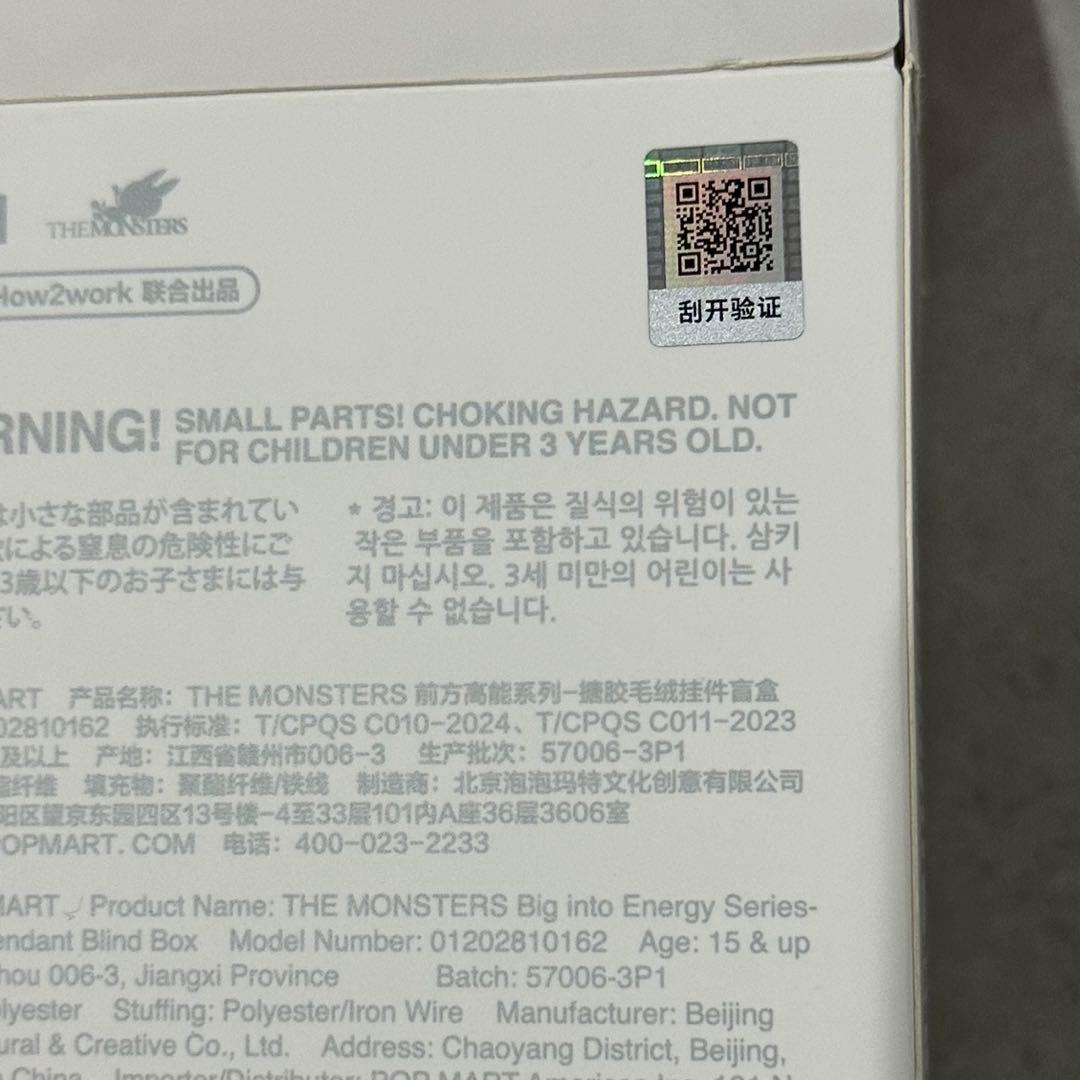 THE MONSTERS
How2work 联合出品
刮开验证
SMALL PARTS! CHOKING HAZARD. NOT
FOR CHILDREN UNDER 3 YEARS OLD.
は小さな部品が含まれてい
による窒息の危険性にご
3歳以下のお子さまには与
さい。
* 경고: 이 제품은 질식의 위험이 있는
작은 부품을 포함하고 있습니다. 삼키
지 마십시오. 3세 미만의 어린이는 사
용할 수 없습니다.
产品名称: THE MONSTERS 前方高能系列-搪胶毛绒挂件盲盒
02810162 执行标准: T/CPQS C010-2024、T/CPQS C011-2023
及以上 产地: 江西省赣州市006-3 生产批次: 57006-3P1
纤维 填充物: 聚酯纤维/铁线 制造商: 北京泡泡玛特文化创意有限公司
阳区望京东园四区13号楼-4至33层101内A座36层3606室
POPMART. COM 电话: 400-023-2233
MART Product Name: THE MONSTERS Big into Energy Series-
endant Blind Box Model Number: 01202810162 Age: 15 & up
hou 006-3, Jiangxi Province Batch: 57006-3P1
lyester Stuffing: Polyester/Iron Wire Manufacturer: Beijing
ural & Creative Co., Ltd. Address: Chaoyang District, Beijing,
China Importer/Distributor: POP MART Americas Inc.